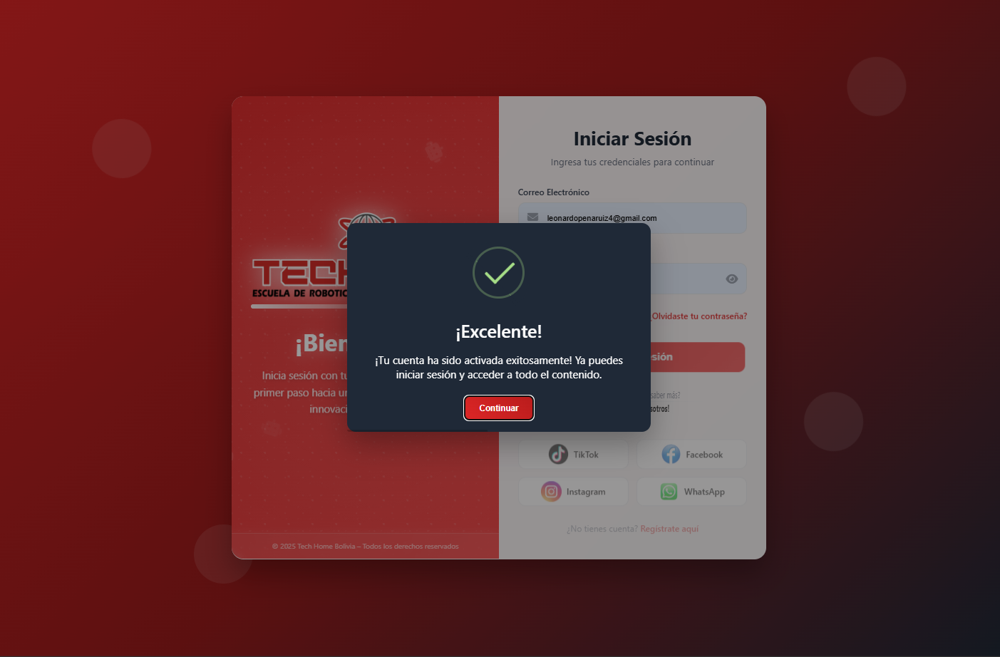 TECH
ESCUELA DE ROBOTIC
¡Bien
Inicia sesión con tu
primer paso hacia un
innovaci
© 2025 Tech Home Bolivia – Todos los derechos reservados
Iniciar Sesión
Ingresa tus credenciales para continuar
Correo Electrónico
leonardopenaruiz4@gmail.com
¡Excelente!
¡Tu cuenta ha sido activada exitosamente! Ya puedes
iniciar sesión y acceder a todo el contenido.
Continuar
Olvidaste tu contraseña?
esión
saber más?
sotros!
TikTok
Facebook
Instagram
WhatsApp
¿No tienes cuenta? Regístrate aquí